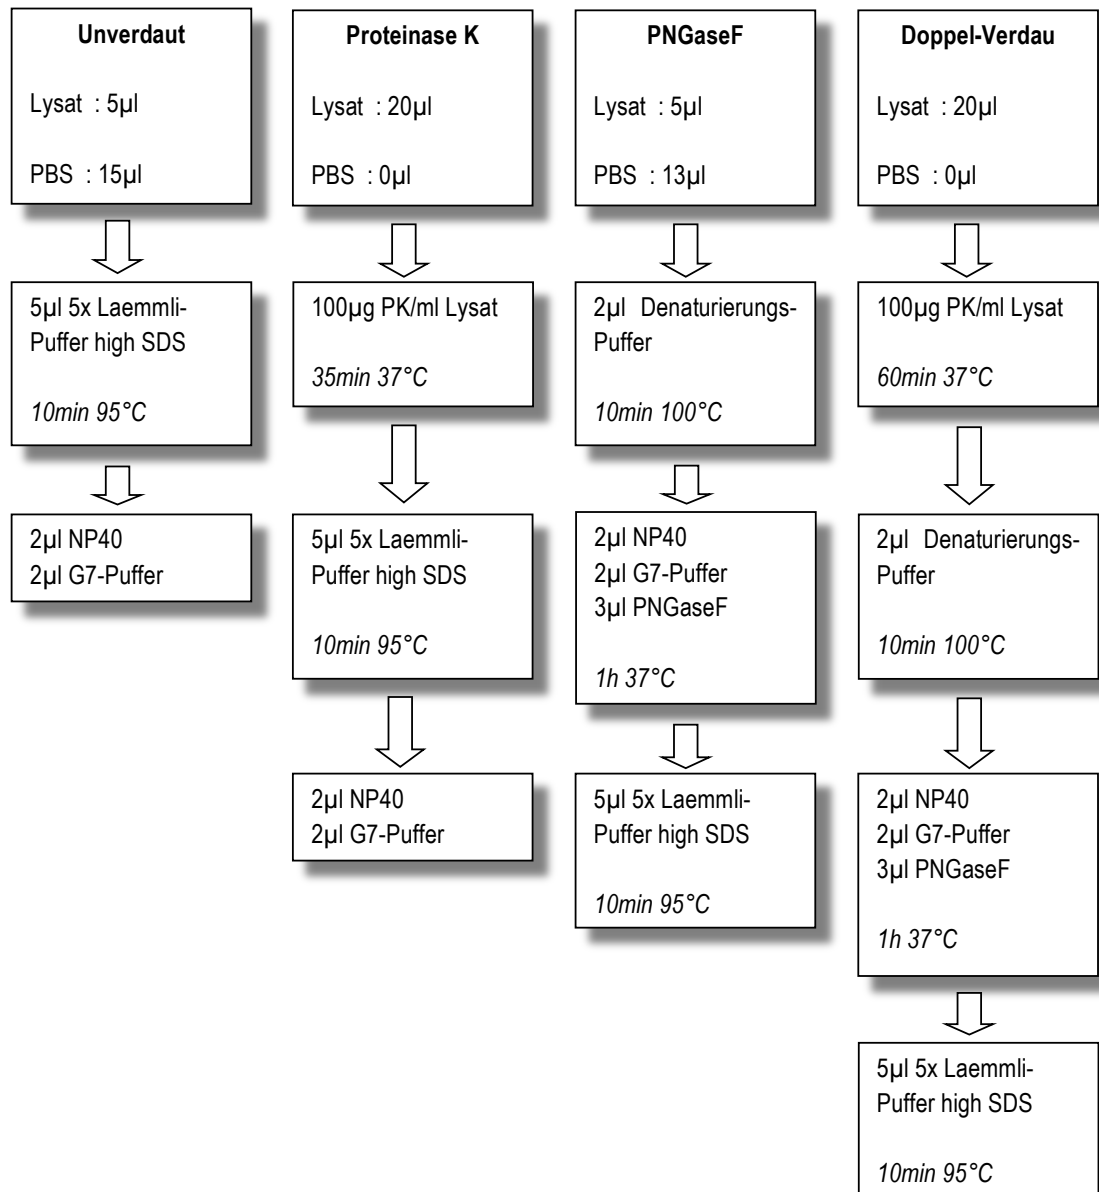 Unverdaut
Lysat : 5µl
PBS : 15µl
5µl 5x Laemmli-
Puffer high SDS
10min 95°C
2µl NP40
2µl G7-Puffer
Proteinase K
Lysat : 20µl
PBS : 0µl
100µg PK/ml Lysat
35min 37°C
5µl 5x Laemmli-
Puffer high SDS
10min 95°C
2µl NP40
2µl G7-Puffer
PNGaseF
Lysat : 5µl
PBS : 13µl
2µl Denaturierungs-
Puffer
10min 100°C
2µl NP40
2µl G7-Puffer
3µl PNGaseF
1h 37°C
5µl 5x Laemmli-
Puffer high SDS
10min 95°C
Doppel-Verdau
Lysat : 20µl
PBS : 0µl
100µg PK/ml Lysat
60min 37°C
2µl Denaturierungs-
Puffer
10min 100°C
2µl NP40
2µl G7-Puffer
3µl PNGaseF
1h 37°C
5µl 5x Laemmli-
Puffer high SDS
10min 95°C